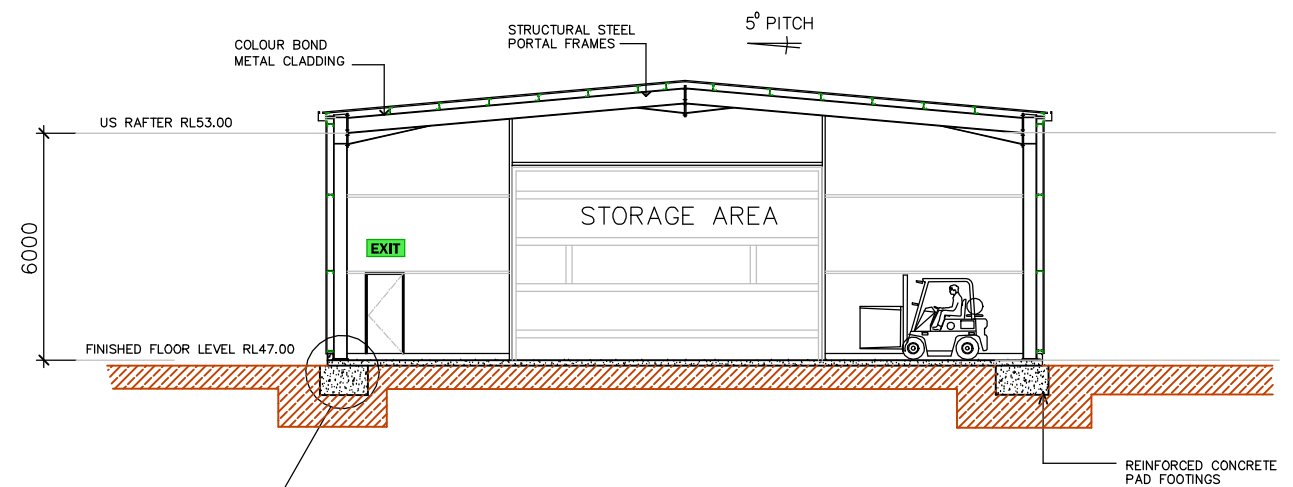 5° PITCH
STRUCTURAL STEEL
PORTAL FRAMES
COLOUR BOND
METAL CLADDING
US RAFTER RL53.00
STORAGE AREA
6000
EXIT
FINISHED FLOOR LEVEL RL47.00
REINFORCED CONCRETE
PAD FOOTINGS